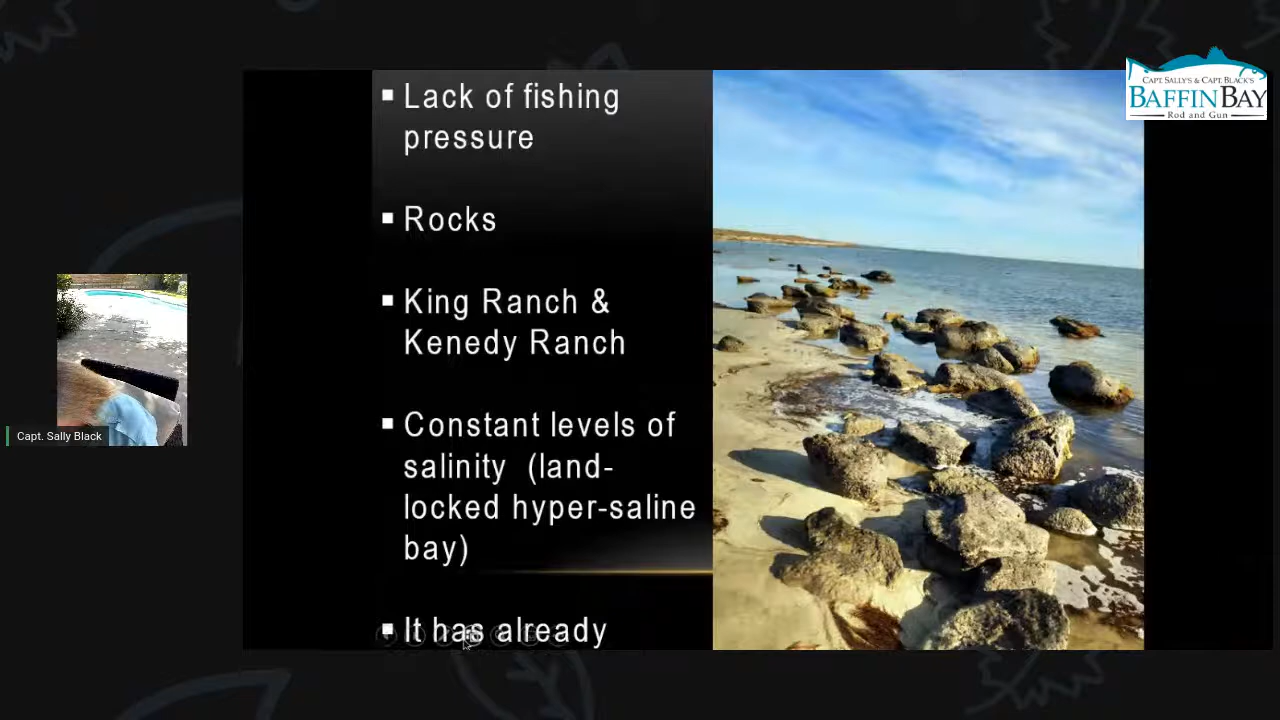 ▪ Lack of fishing
pressure
▪ Rocks
▪ King Ranch &
Kenedy Ranch
▪ Constant levels of
salinity (land-
locked hyper-saline
bay)
▪ It has already
CAPT. SALLY'S & CAPT. BLACK'S
BAFFIN BAY
Rod and Gun
Capt. Sally Black